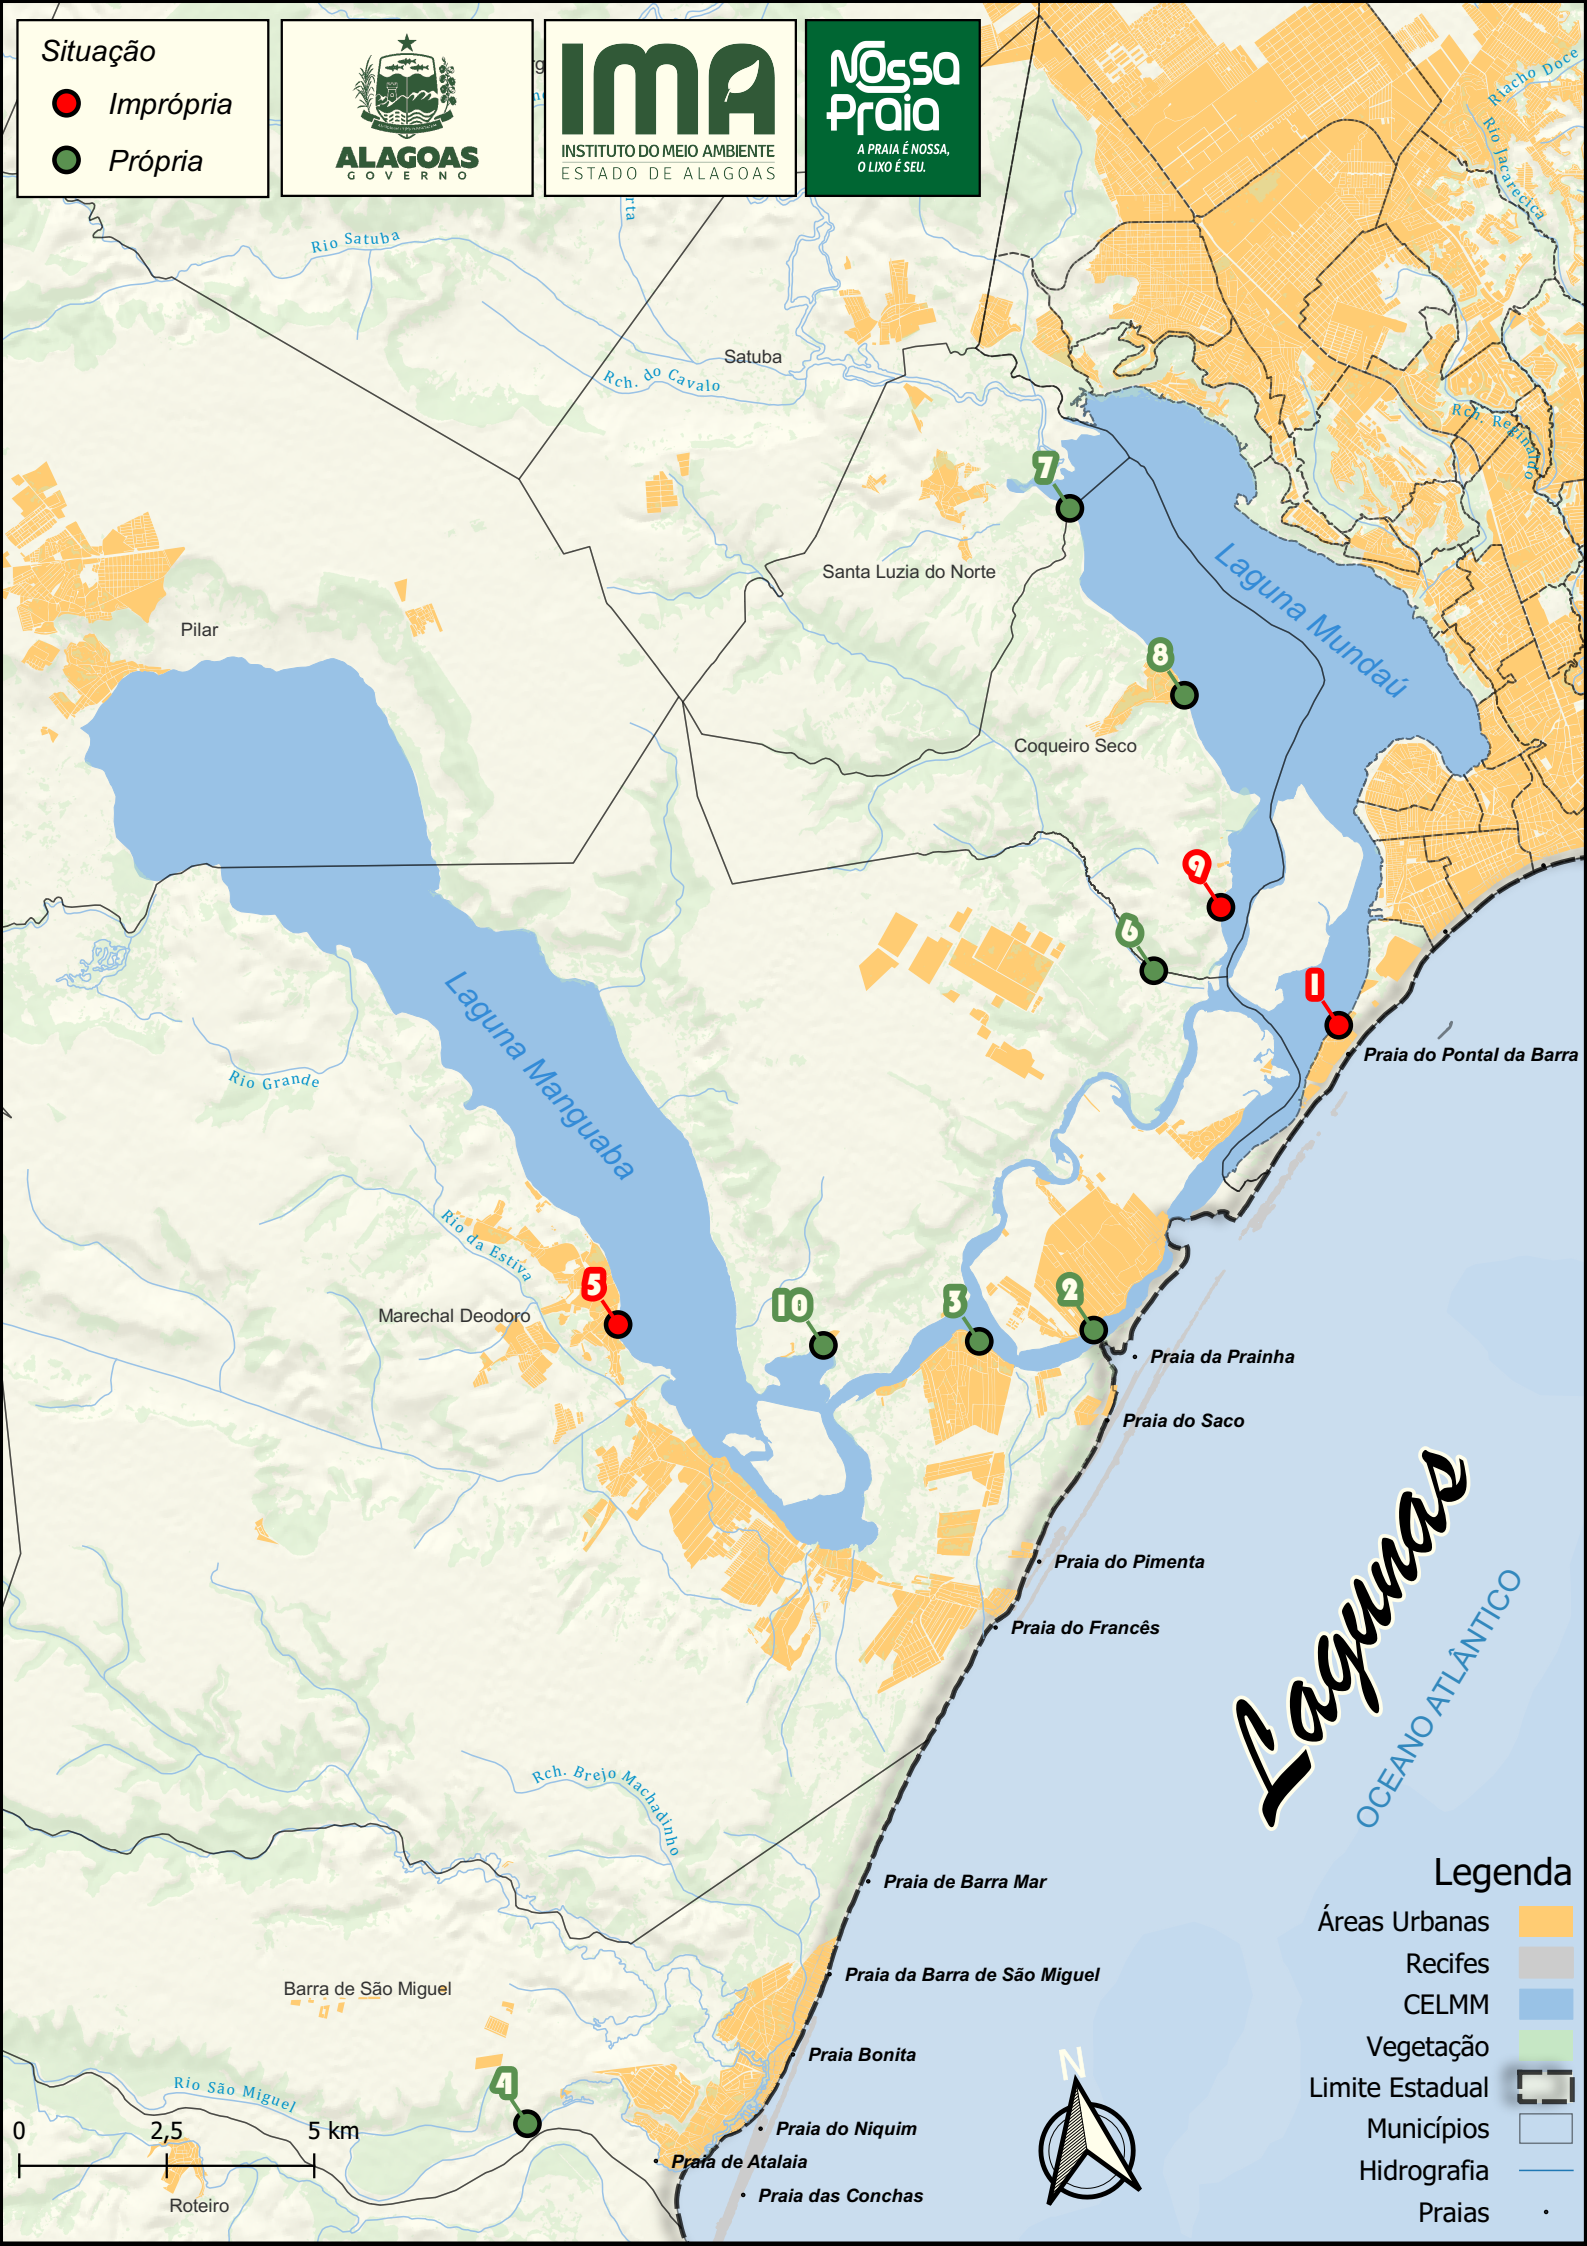 Situação
Imprópria
Própria
ALAGOAS
GOVERNO
IMA
INSTITUTO DO MEIO AMBIENTE
ESTADO DE ALAGOAS
Nossa
Praia
A PRAIA É NOSSA,
O LIXO É SEU.
Riacho Doce
Rio Jacarecica
Rio Satuba
Satuba
Rch. do Cavalo
Rch. Reginaldo
7
Laguna Mundaú
Santa Luzia do Norte
Pilar
8
Coqueiro Seco
9
6
1
Laguna Manguaba
Praia do Pontal da Barra
Rio Grande
Rio da Estiva
5
10
3
2
Marechal Deodoro
Praia da Prainha
Praia do Saco
Praia do Pimenta
Praia do Francês
Lagunas
OCEANO ATLÂNTICO
Rch. Brejo Machadinho
Praia de Barra Mar
Praia da Barra de São Miguel
Barra de São Miguel
Praia Bonita
4
Rio São Miguel
Praia do Niquim
Praia de Atalaia
Praia das Conchas
Roteiro
0 2,5 5 km
N
Legenda
Áreas Urbanas
Recifes
CELMM
Vegetação
Limite Estadual
Municípios
Hidrografia
Praias